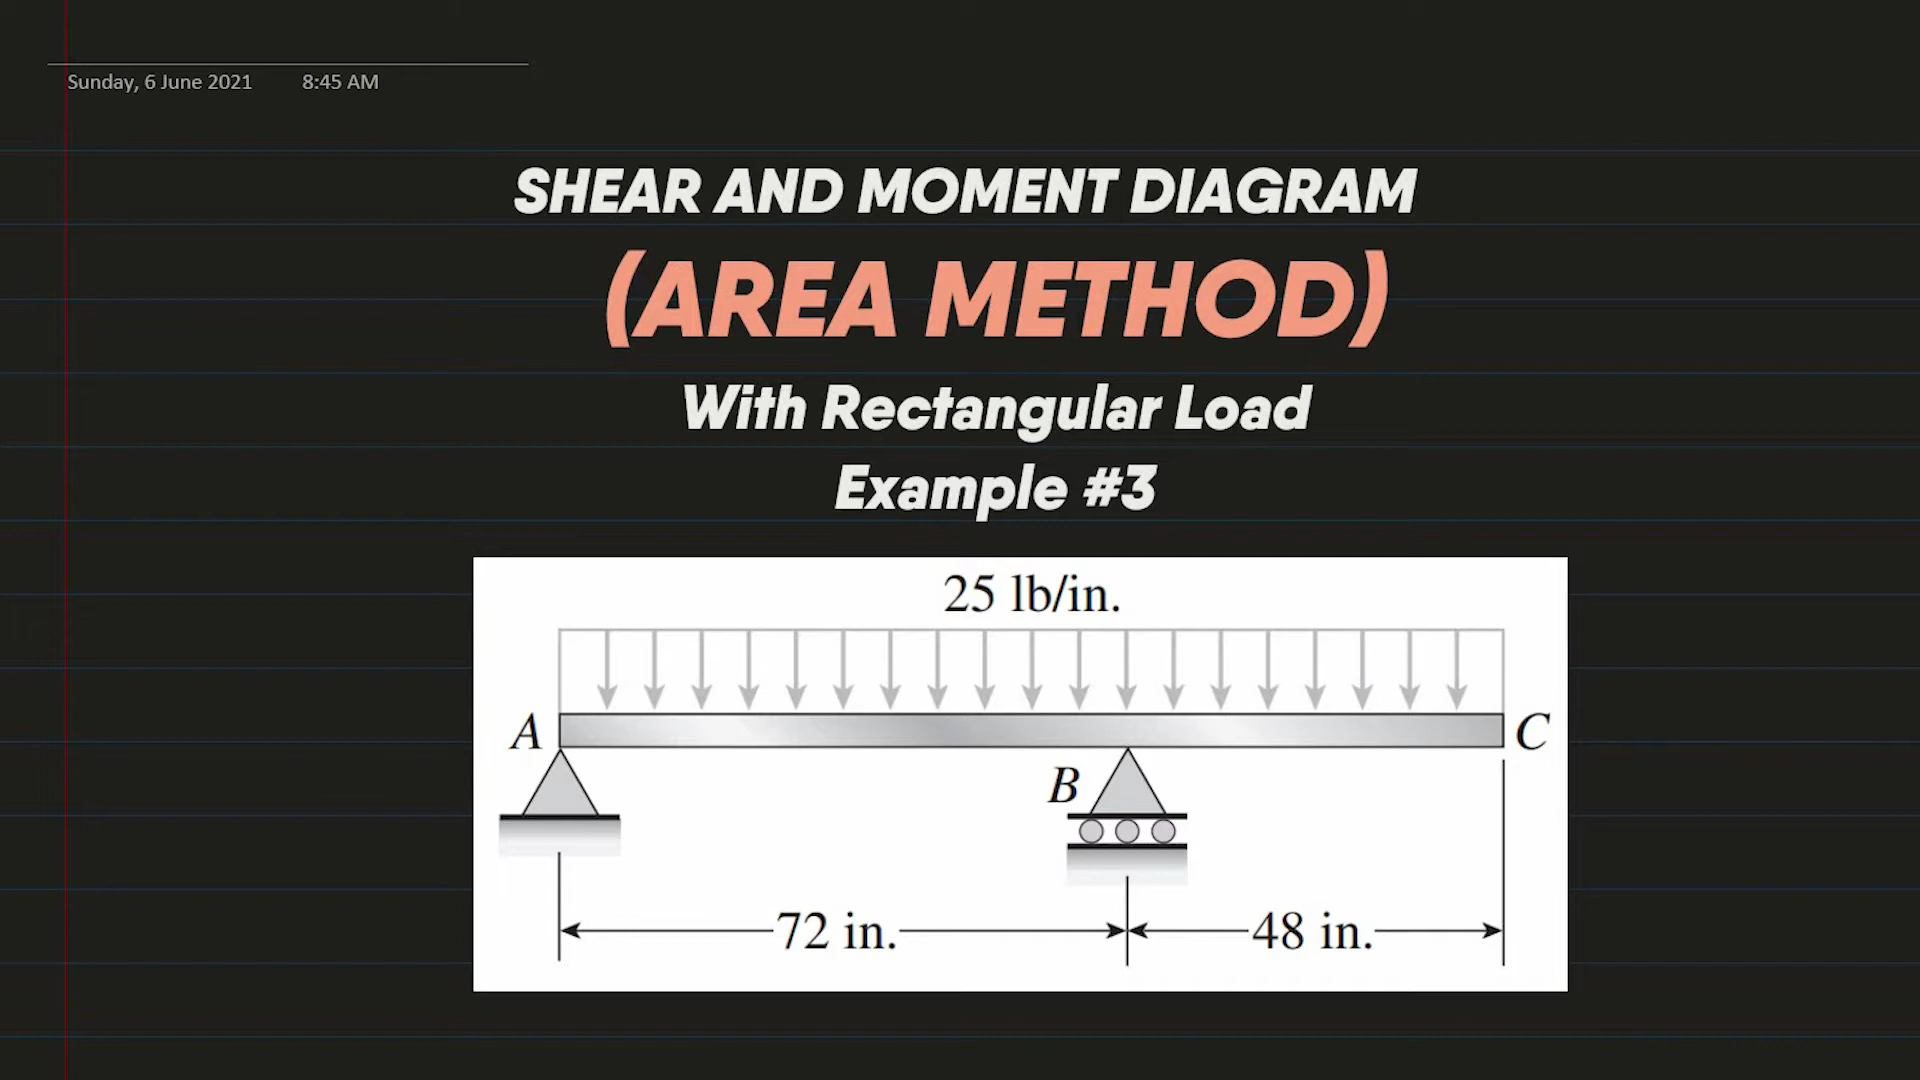 Sunday, 6 June 2021 8:45 AM
SHEAR AND MOMENT DIAGRAM
(AREA METHOD)
With Rectangular Load
Example #3
25 lb/in.
A
C
B
72 in.
48 in.